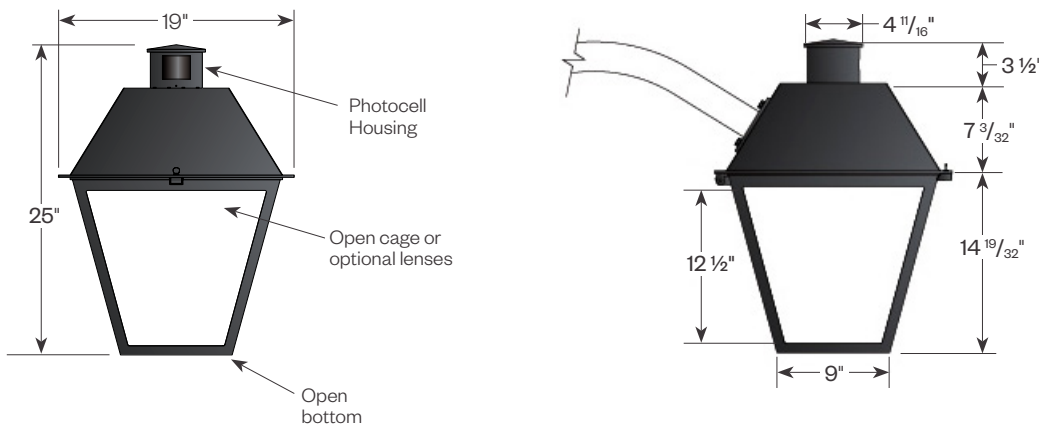 19"
25"
Photocell
Housing
Open cage or
optional lenses
Open
bottom
4 11/16"
3 ½"
7 3/32"
12 ½"
14 19/32"
9"